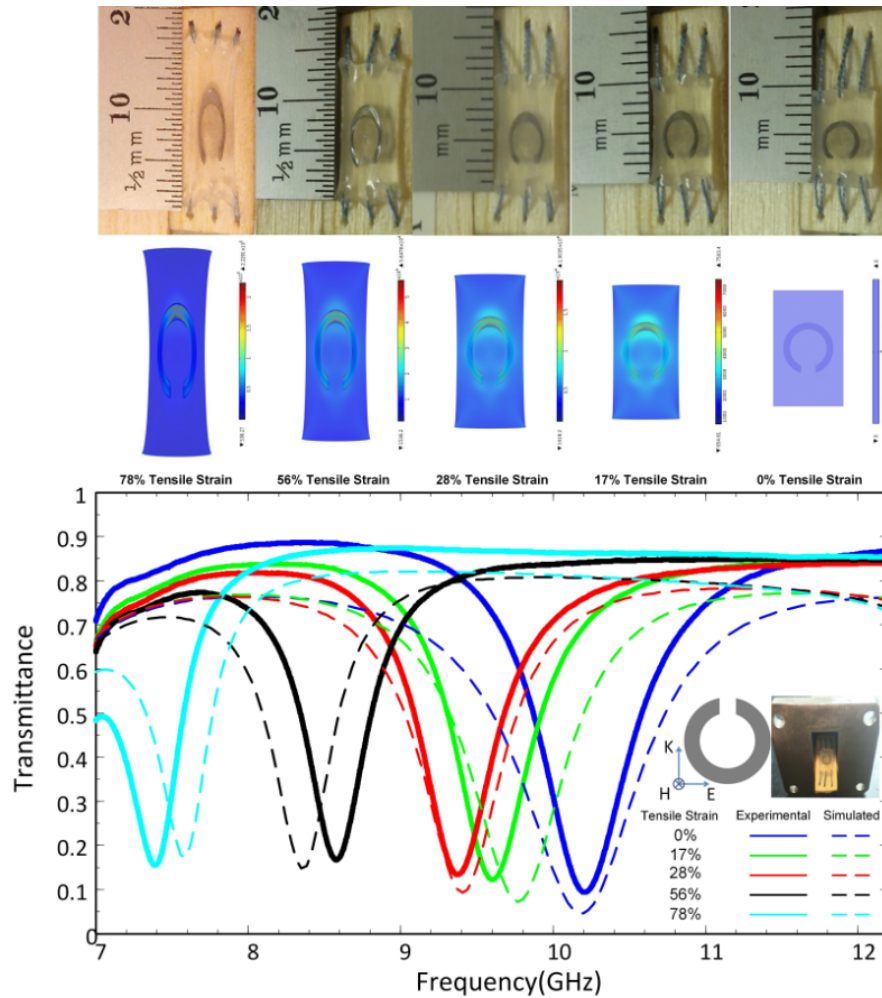 2
10
½ mm
2
10
½ mm
10
mm
10
mm
10
mm
78% Tensile Strain
56% Tensile Strain
28% Tensile Strain
17% Tensile Strain
0% Tensile Strain
1
0.9
0.8
0.7
0.6
0.5
0.4
0.3
0.2
0.1
0
Transmittance
7
8
9
10
11
12
Frequency(GHz)
K
H
E
Tensile Strain Experimental Simulated
0%
17%
28%
56%
78%